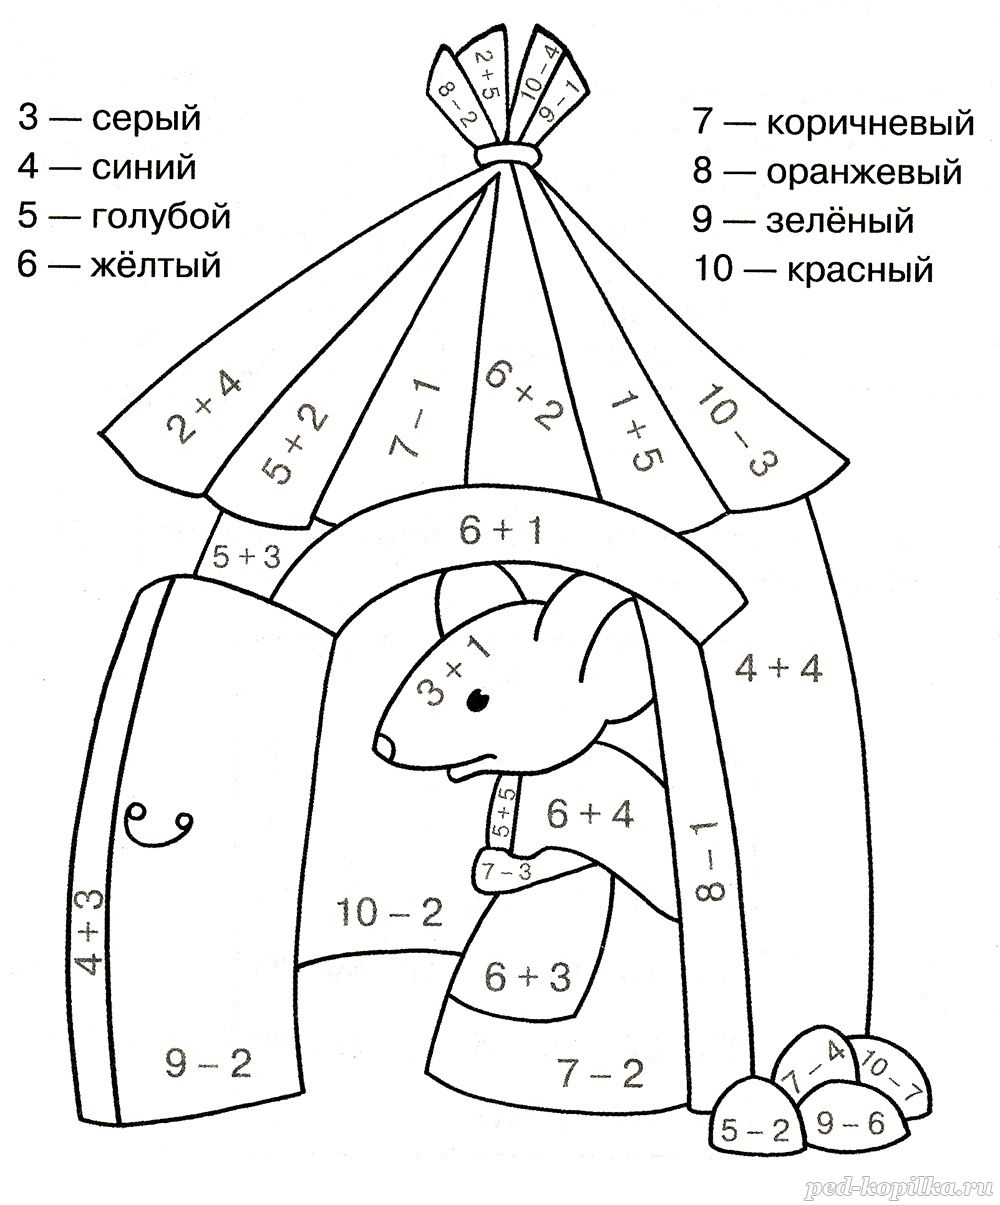 3 — серый
4 — синий
5 — голубой
6 — жёлтый
7 — коричневый
8 — оранжевый
9 — зелёный
10 — красный
8 – 2
2 + 5
10 – 4
9 – 1
2 + 4
5 + 2
7 – 1
6 + 2
1 + 5
10 – 3
5 + 3
6 + 1
3 + 1
4 + 4
5 + 5
6 + 4
8 – 1
7 – 3
10 – 2
4 + 3
6 + 3
9 – 2
7 – 2
7 – 4
10 – 7
5 – 2
9 – 6
ped-kopilka.ru